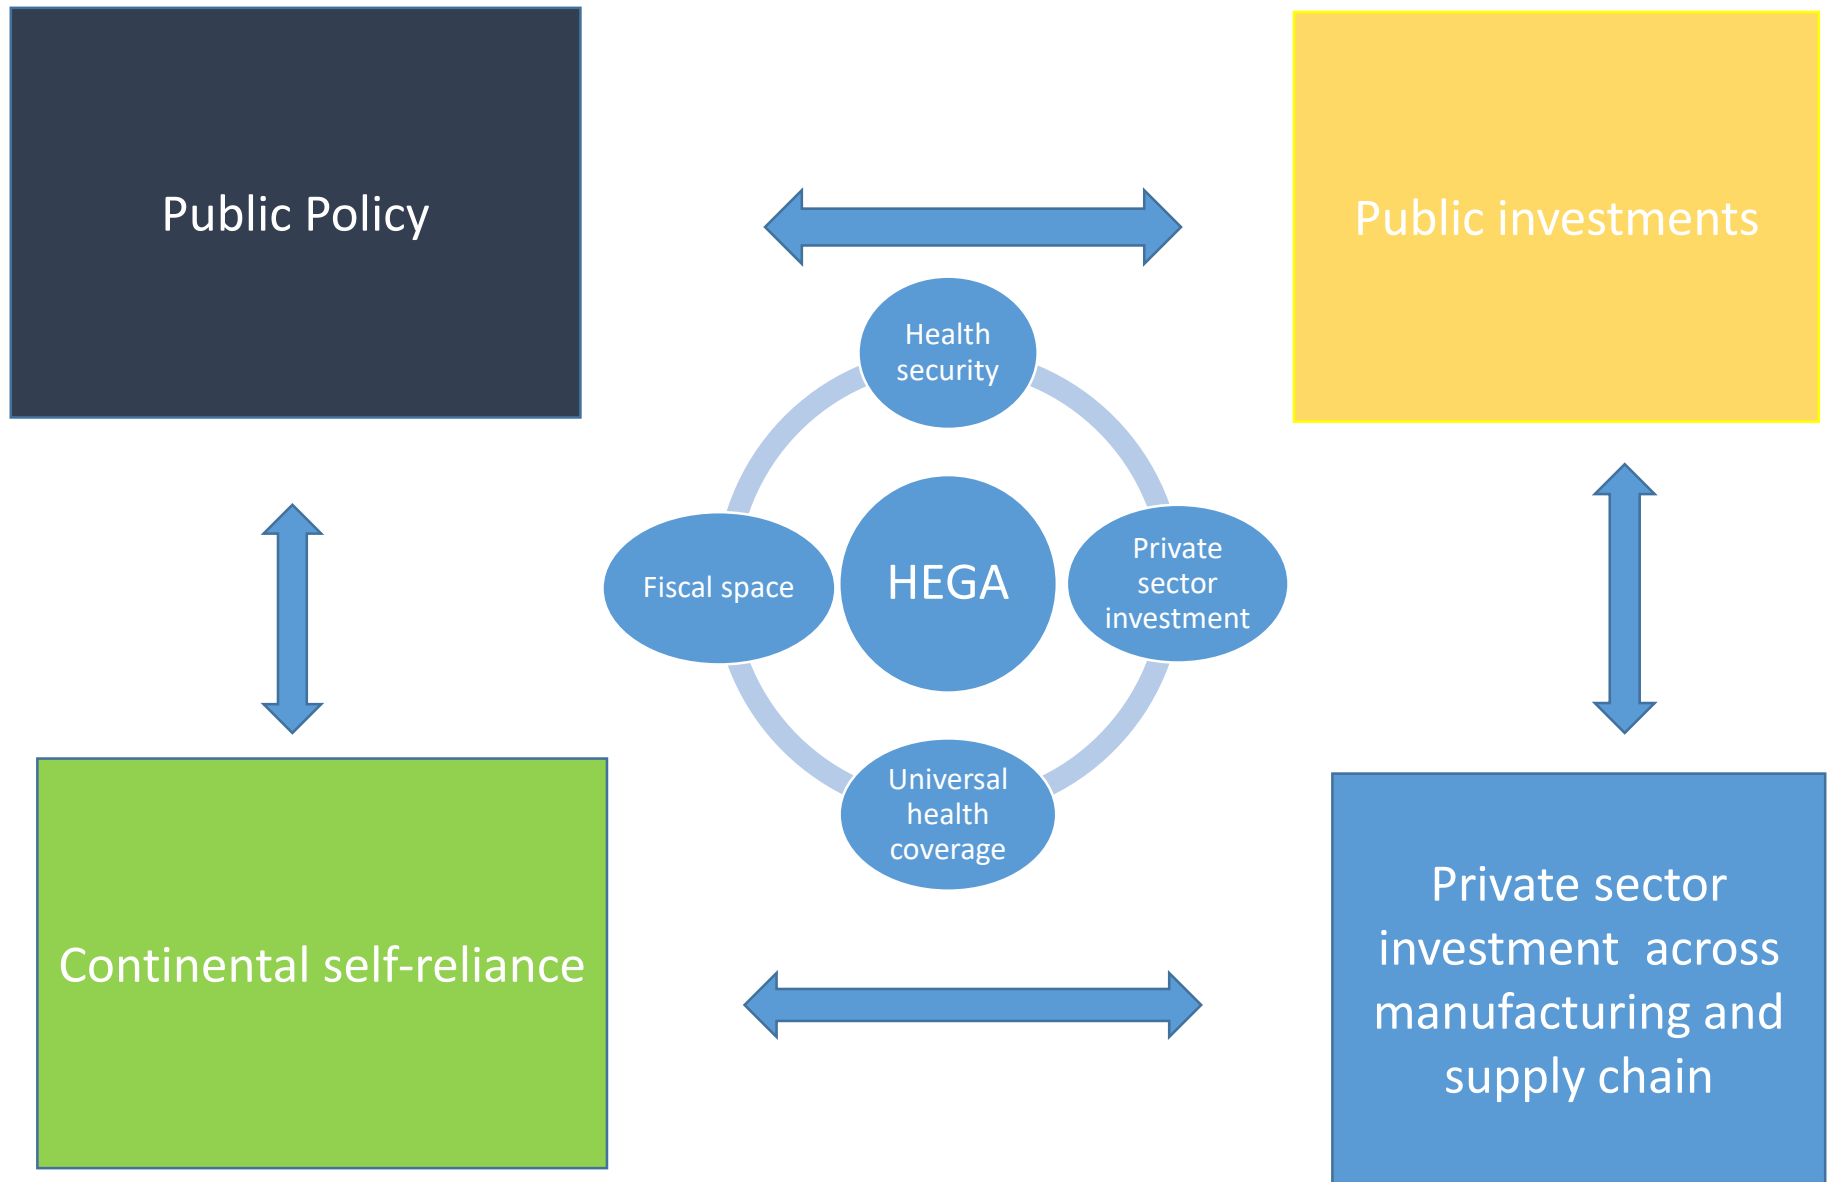 Public Policy
Public investments
Health
security
Fiscal space
HEGA
Private
sector
investment
Universal
health
coverage
Continental self-reliance
Private sector
investment  across
manufacturing and
supply chain